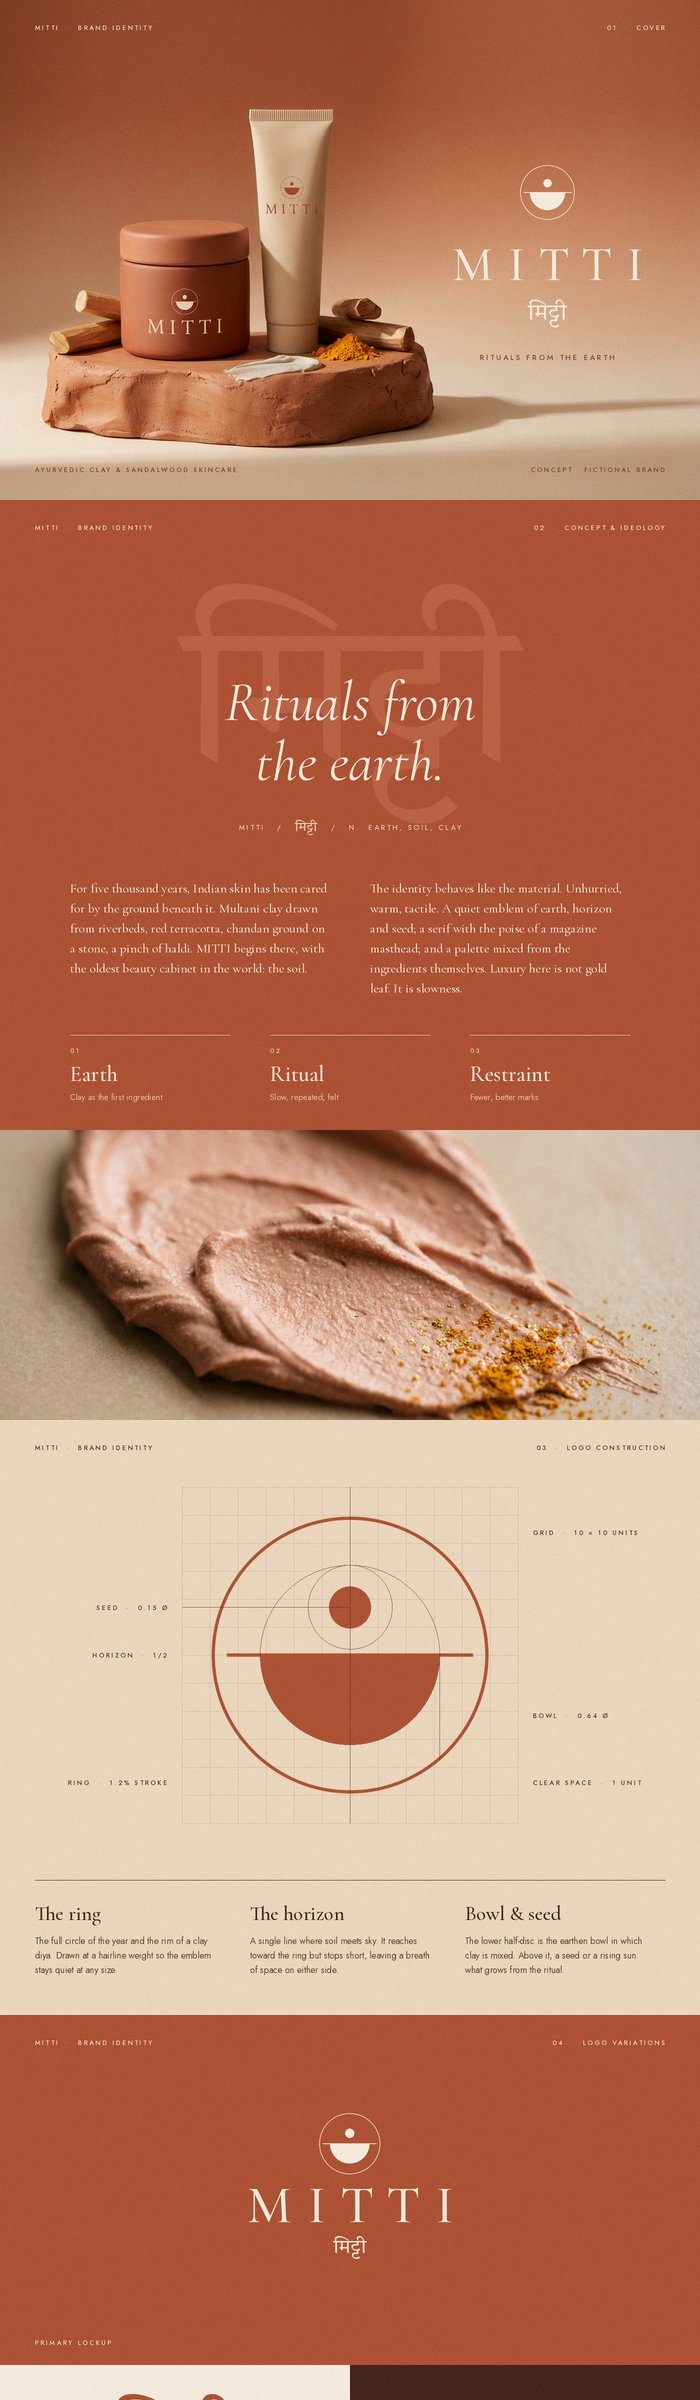 MITTI · BRAND IDENTITY
01 · COVER
MITTI
MITTI
MITTI
मिट्टी
RITUALS FROM THE EARTH
AYURVEDIC CLAY & SANDALWOOD SKINCARE
CONCEPT · FICTIONAL BRAND
MITTI · BRAND IDENTITY
02 · CONCEPT & IDEOLOGY
मिट्टी
Rituals from
the earth.
MITTI / मिट्टी / N. EARTH, SOIL, CLAY
For five thousand years, Indian skin has been cared
for by the ground beneath it. Multani clay drawn
from riverbeds, red terracotta, chandan ground on
a stone, a pinch of haldi. MITTI begins there, with
the oldest beauty cabinet in the world: the soil.
The identity behaves like the material. Unhurried,
warm, tactile. A quiet emblem of earth, horizon
and seed; a serif with the poise of a magazine
masthead; and a palette mixed from the
ingredients themselves. Luxury here is not gold
leaf. It is slowness.
01
Earth
Clay as the first ingredient
02
Ritual
Slow, repeated, felt
03
Restraint
Fewer, better marks
MITTI · BRAND IDENTITY
03 · LOGO CONSTRUCTION
GRID · 10 × 10 UNITS
SEED · 0.15 Ø
HORIZON · 1/2
BOWL · 0.64 Ø
RING · 1.2% STROKE
CLEAR SPACE · 1 UNIT
The ring
The full circle of the year and the rim of a clay
diya. Drawn at a hairline weight so the emblem
stays quiet at any size.
The horizon
A single line where soil meets sky. It reaches
toward the ring but stops short, leaving a breath
of space on either side.
Bowl & seed
The lower half-disc is the earthen bowl in which
clay is mixed. Above it, a seed or a rising sun:
what grows from the ritual.
MITTI · BRAND IDENTITY
04 · LOGO VARIATIONS
MITTI
मिट्टी
PRIMARY LOCKUP